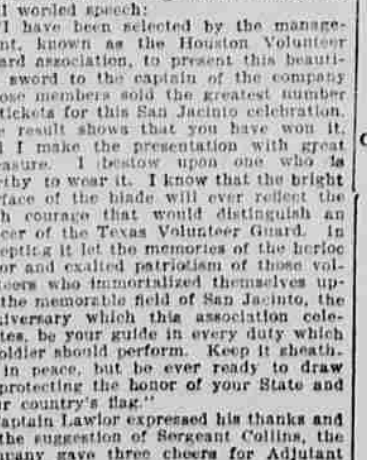 l worded speech:
"I have been selected by the manage-
nt, known as the Houston Volunteer
ard association, to present this beauti-
sword to the captain of the company
ose members sold the greatest number
tickets for this San Jacinto celebration.
e result shows that you have won it,
d I make the presentation with great
easure. I bestow upon one who is
rthy to wear it. I know that the bright
rface of the blade will ever reflect the
h courage that would distinguish an
cer of the Texas Volunteer Guard. In
epting it let the memories of the heroic
or and exalted patriotism of those vol-
teers who immortalized themselves up-
the memorable field of San Jacinto, the
iversary which this association cele-
tes, be your guide in every duty which
oldier should perform. Keep it sheath-
in peace, but be ever ready to draw
protecting the honor of your State and
r country's flag."
aptain Lawlor expressed his thanks and
the suggestion of Sergeant Collins, the
mpany gave three cheers for Adjutant